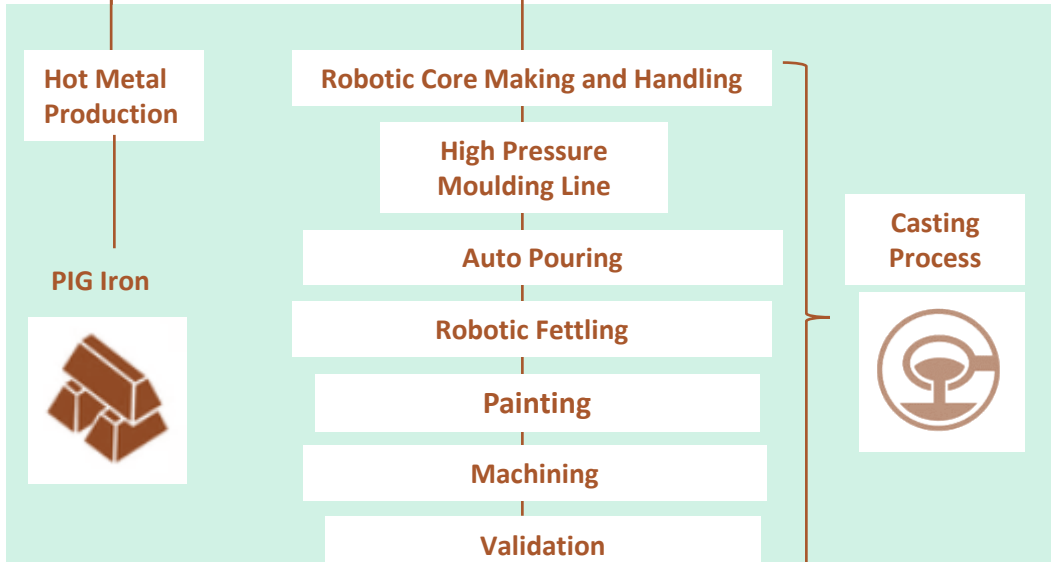 Hot Metal
Production
PIG Iron
Robotic Core Making and Handling
High Pressure
Moulding Line
Auto Pouring
Robotic Fettling
Painting
Machining
Validation
Casting
Process